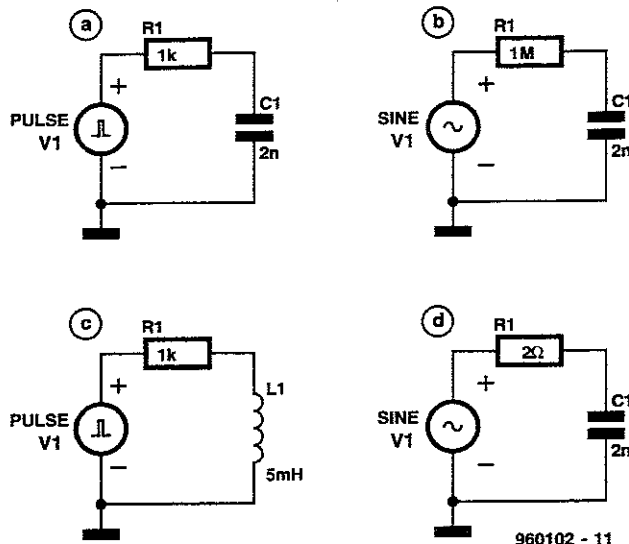 a
R1
1k
+
C1
PULSE
V1
2n
−
b
R1
1M
+
C1
SINE
V1
2n
−
c
R1
1k
+
L1
PULSE
V1
5mH
−
d
R1
2Ω
+
C1
SINE
V1
2n
−
960102 - 11